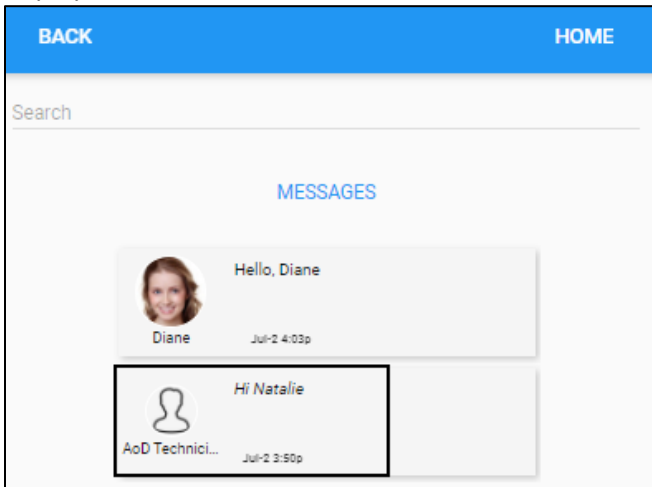 BACK HOME
Search
MESSAGES
Hello, Diane
Diane Jul-2 4:03p
Hi Natalie
AoD Technici... Jul-2 3:50p